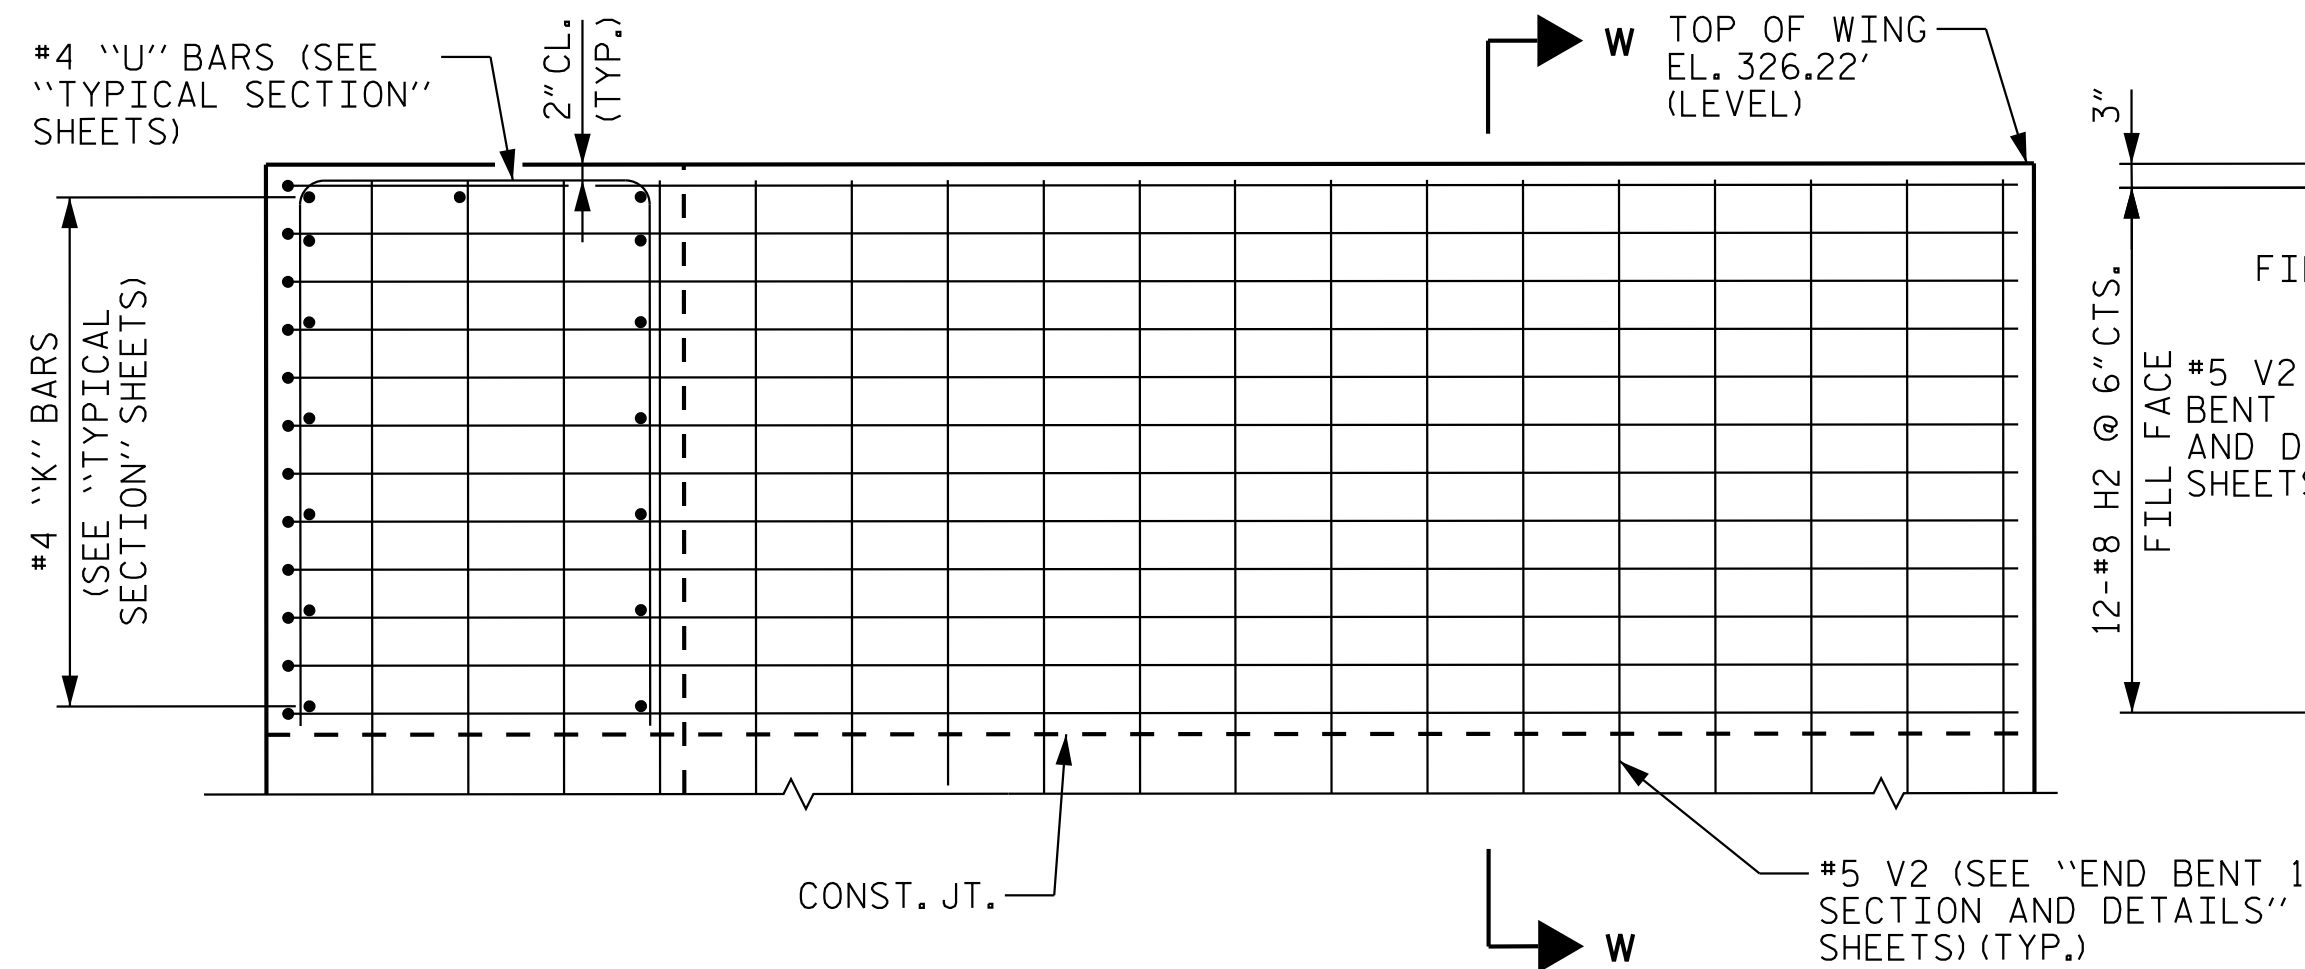 #4 "U" BARS (SEE
"TYPICAL SECTION"
SHEETS)
2" CL.
(TYP.)
W
TOP OF WING
EL. 326.22'
(LEVEL)
3"
#4 "K" BARS
(SEE "TYPICAL
SECTION" SHEETS)
12-#8 H2 @ 6" CTS.
FILL FACE
#5 V2
BENT
AND D
SHEETS
CONST. JT.
#5 V2 (SEE "END BENT 1
SECTION AND DETAILS"
SHEETS) (TYP.)
W